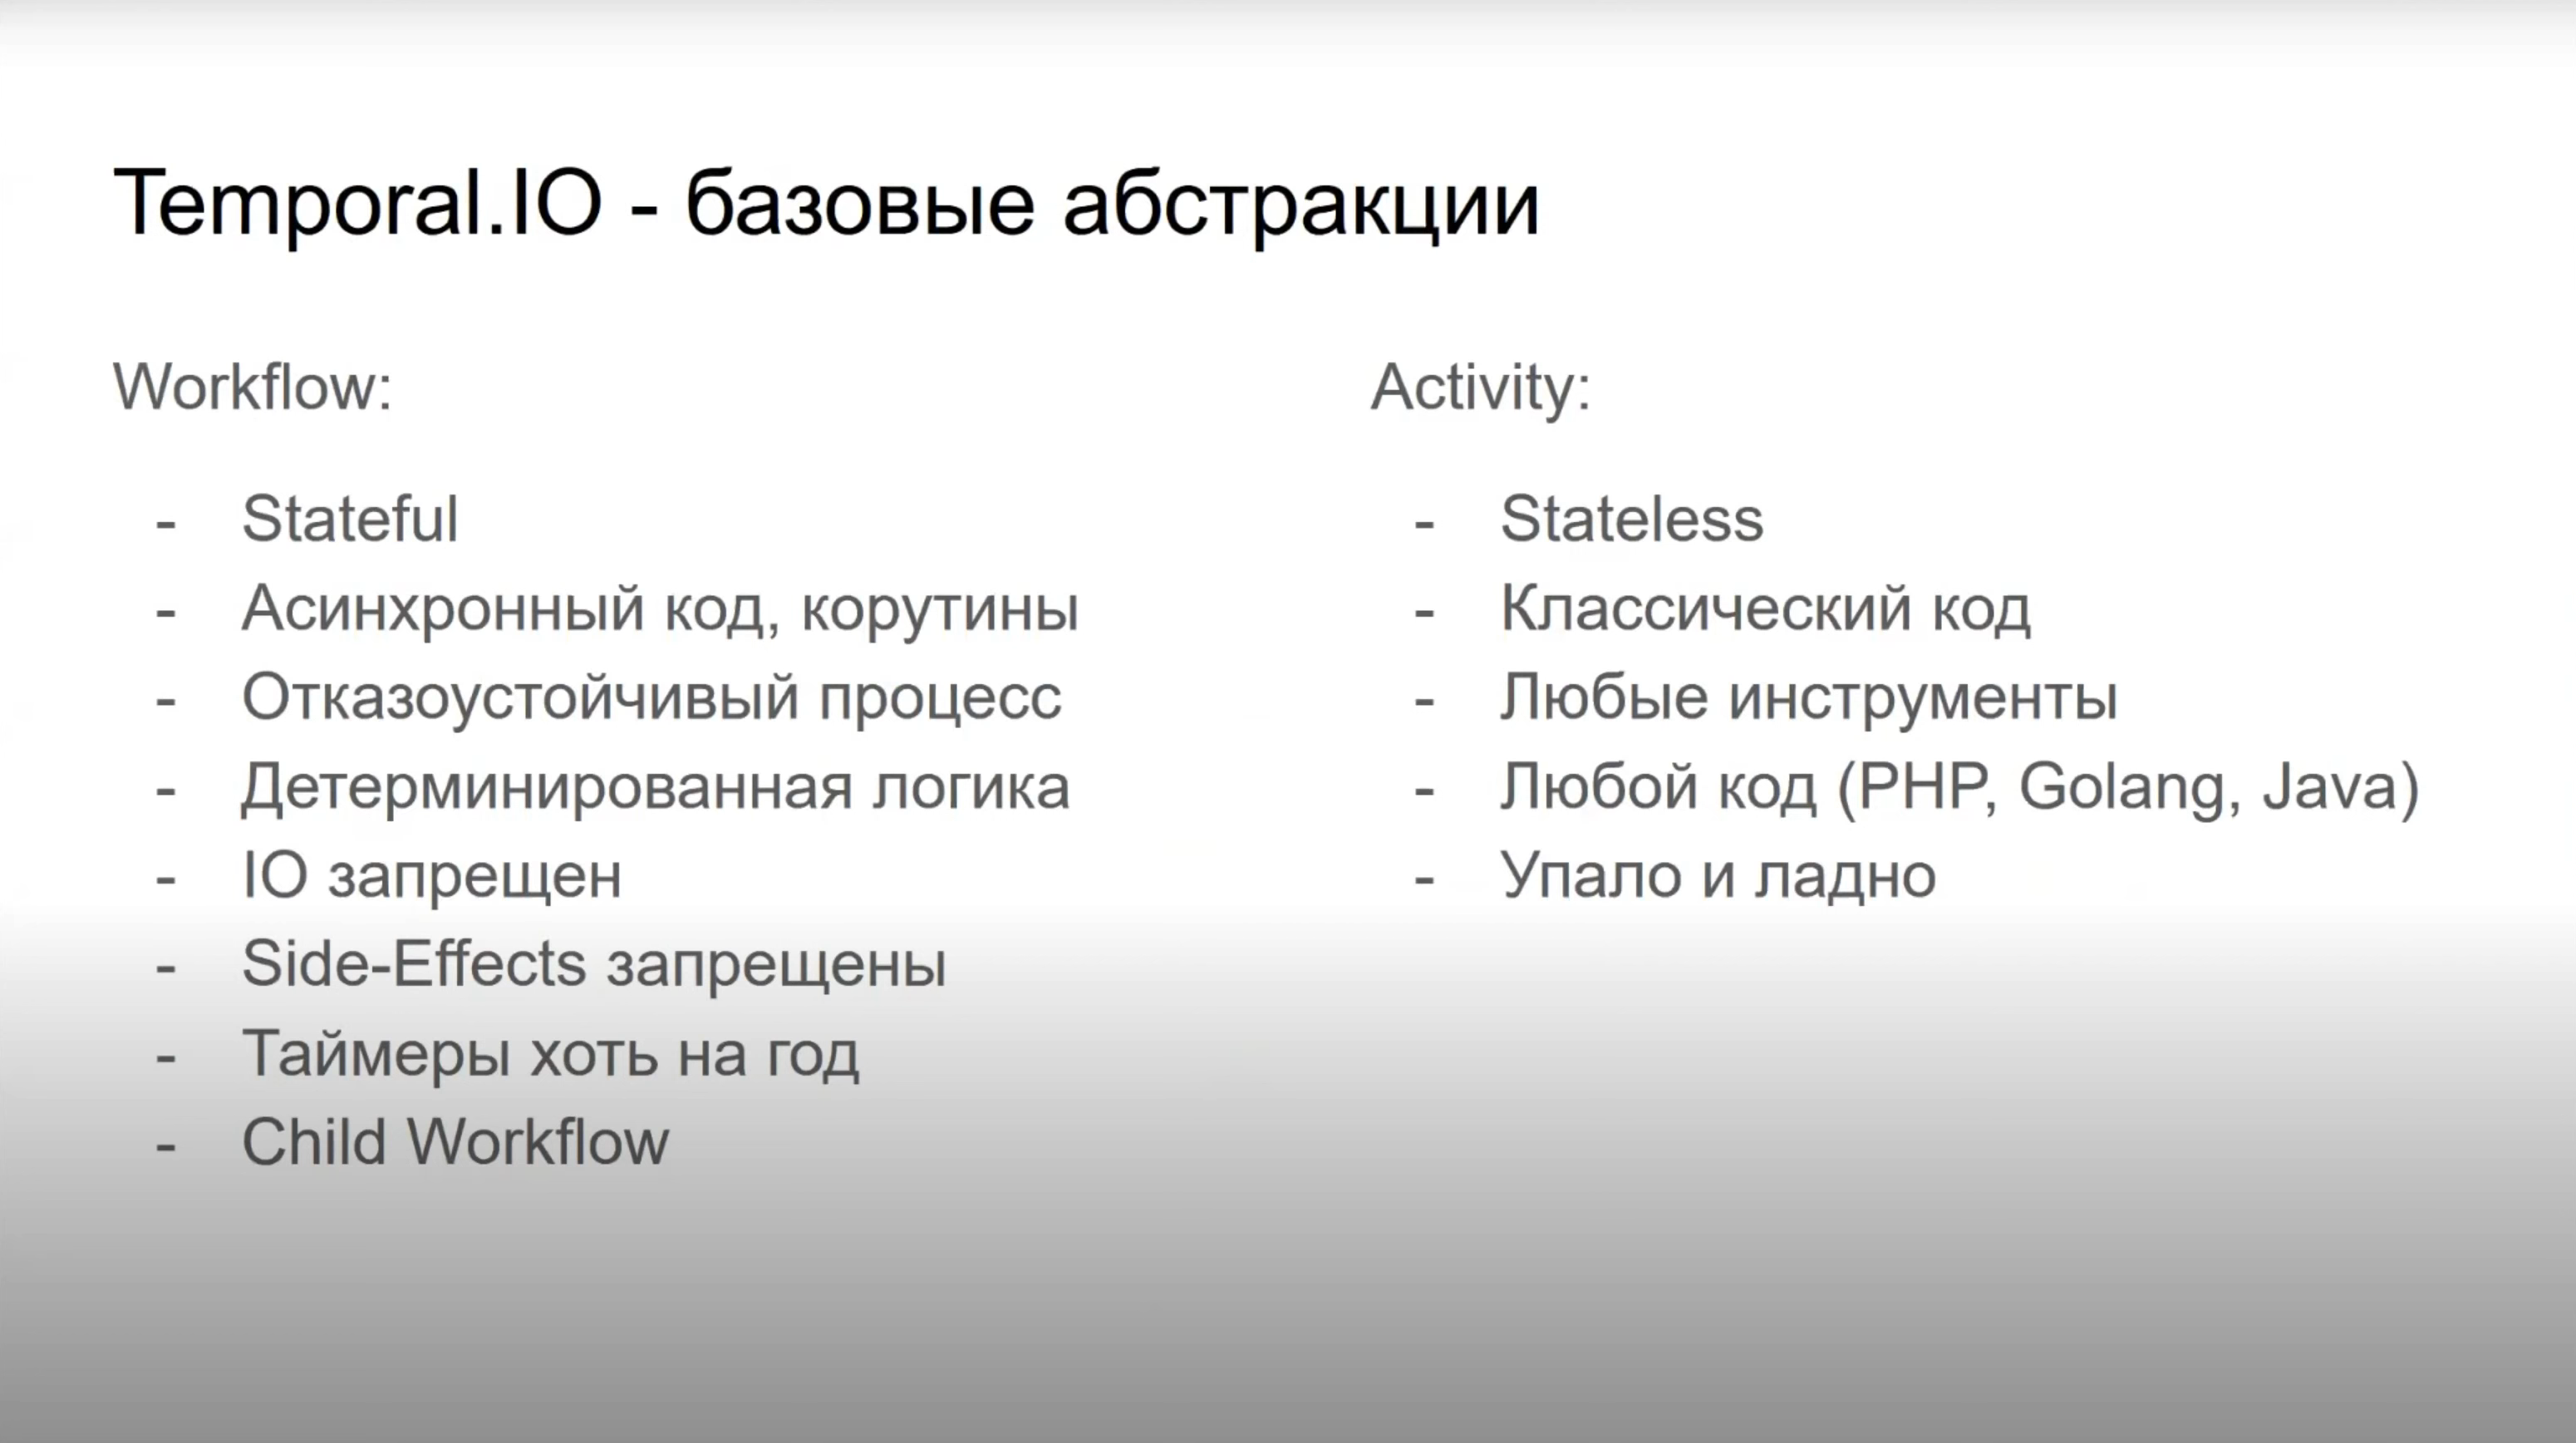 Temporal.IO - базовые абстракции
Workflow:
- Stateful
- Асинхронный код, корутины
- Отказоустойчивый процесс
- Детерминированная логика
- IO запрещен
- Side-Effects запрещены
- Таймеры хоть на год
- Child Workflow
Activity:
- Stateless
- Классический код
- Любые инструменты
- Любой код (PHP, Golang, Java)
- Упало и ладно